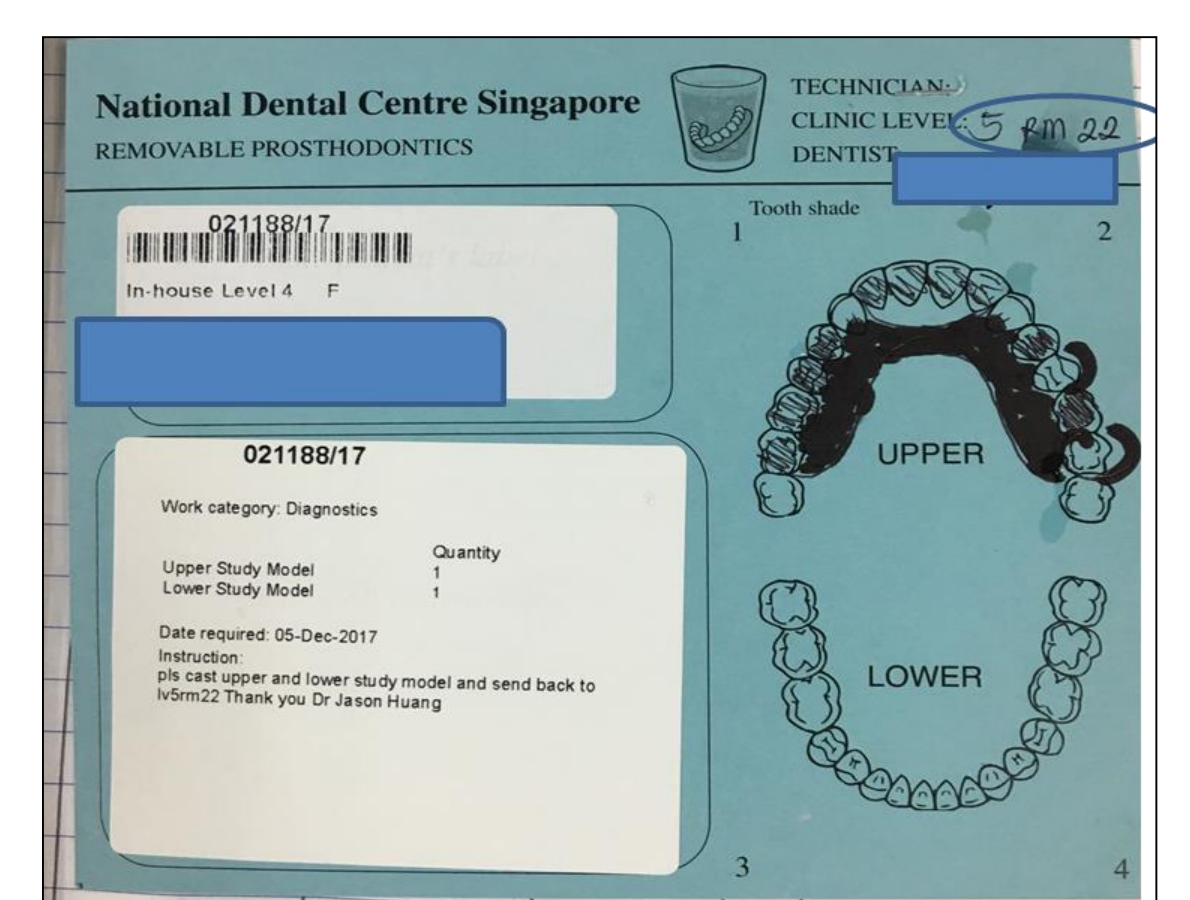 National Dental Centre Singapore
REMOVABLE PROSTHODONTICS
TECHNICIAN:
CLINIC LEVEL: 5 RM 22
DENTIST
021188/17
In-house Level 4 F
Tooth shade
1 2
UPPER
021188/17
Work category: Diagnostics
Quantity
Upper Study Model 1
Lower Study Model 1
Date required: 05-Dec-2017
Instruction:
pls cast upper and lower study model and send back to
lv5rm22 Thank you Dr Jason Huang
LOWER
3 4